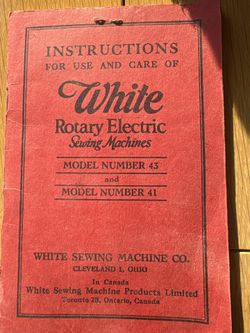 INSTRUCTIONS
FOR USE AND CARE OF
White
Rotary Electric
Sewing Machines
MODEL NUMBER 43
and
MODEL NUMBER 41
WHITE SEWING MACHINE CO.
CLEVELAND 1, OHIO
In Canada
White Sewing Machine Products Limited
Toronto 28, Ontario, Canada